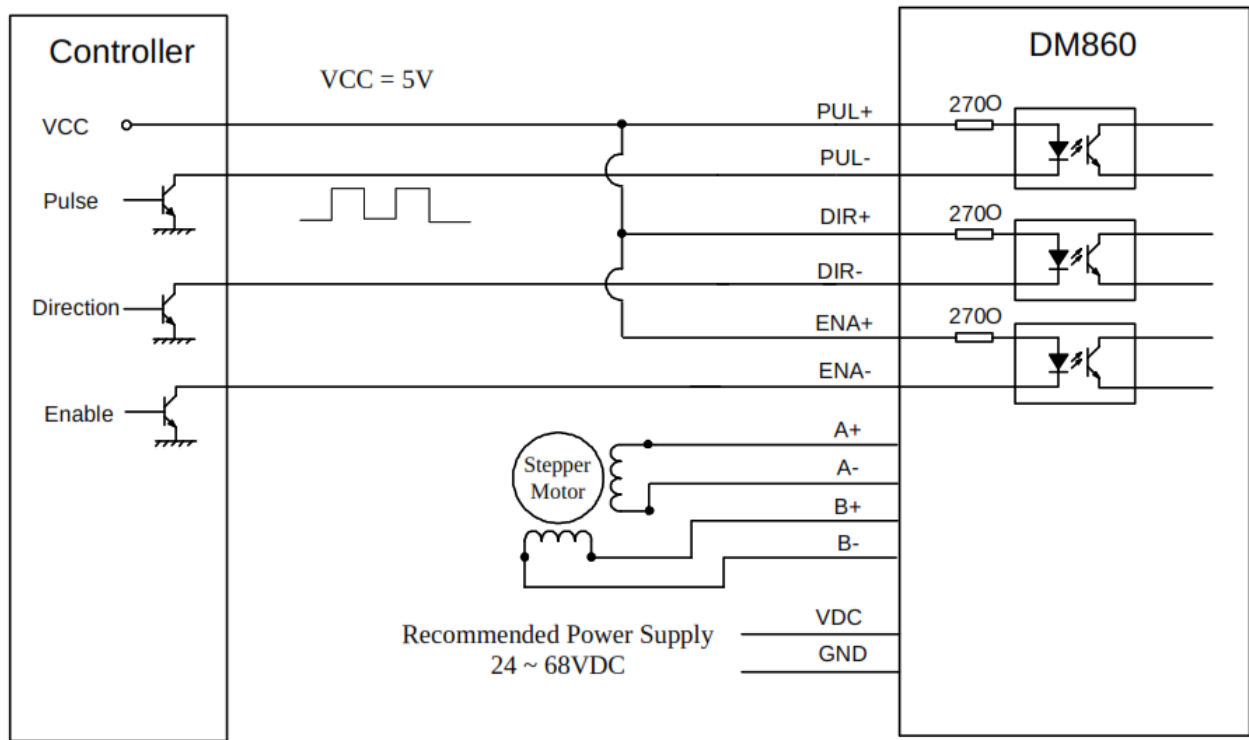 Controller
DM860
VCC = 5V
VCC
PUL+
270O
Pulse
PUL-
DIR+
270O
Direction
DIR-
ENA+
270O
Enable
ENA-
Stepper
Motor
A+
A-
B+
B-
Recommended Power Supply
24 ~ 68VDC
VDC
GND